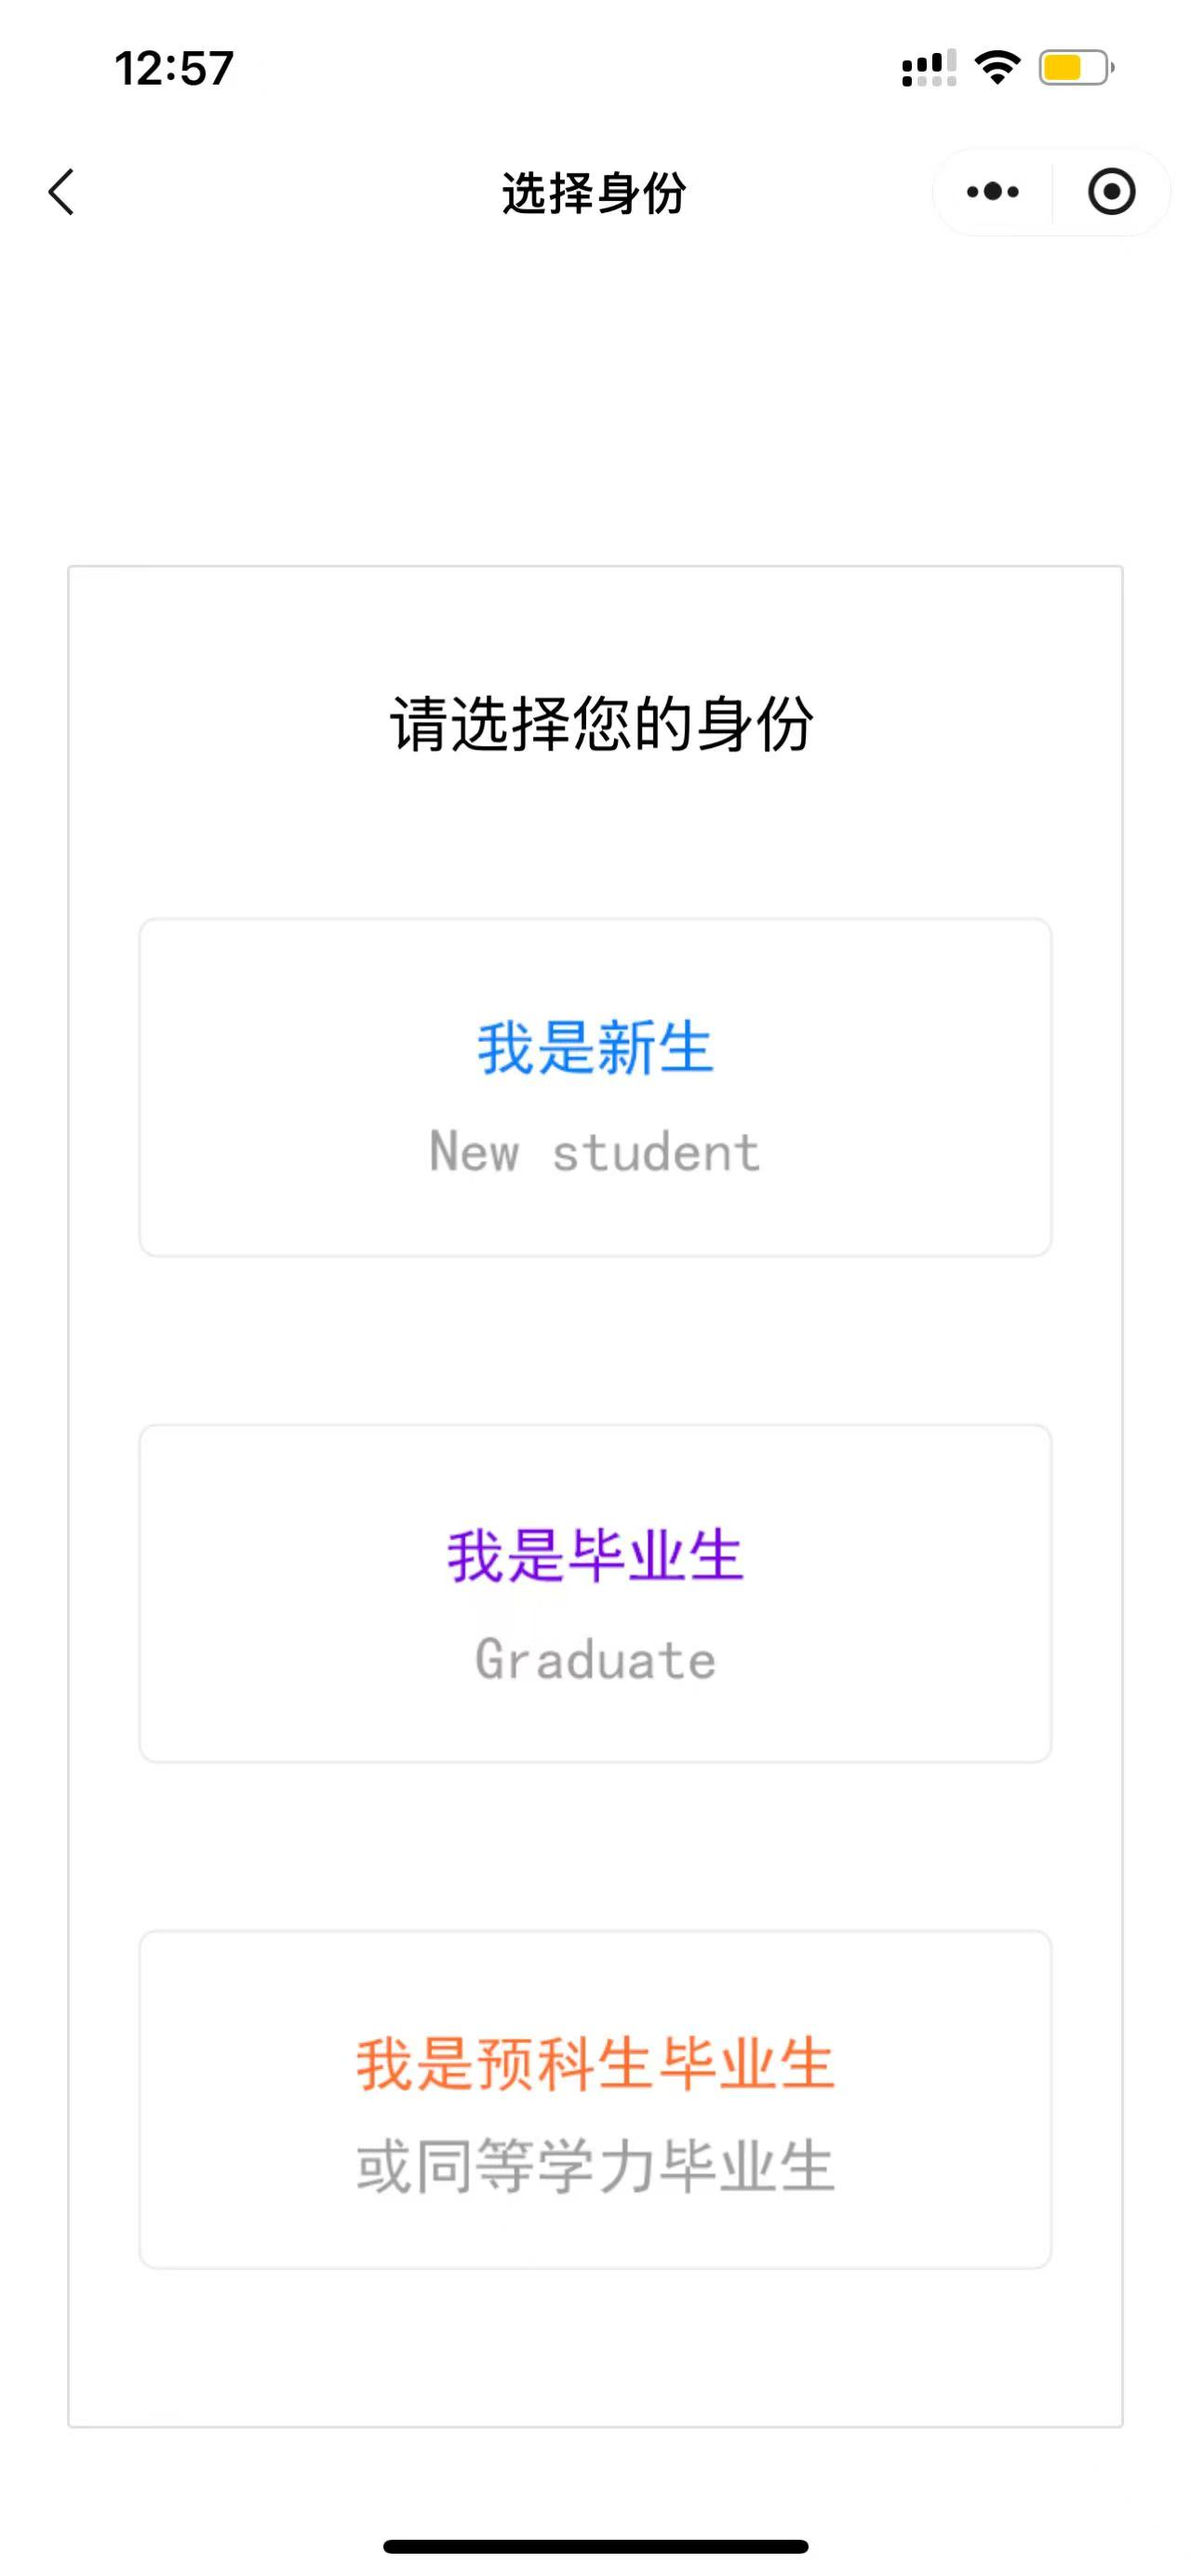 12:57
选择身份
请选择您的身份
我是新生
New student
我是毕业生
Graduate
我是预科生毕业生
或同等学力毕业生